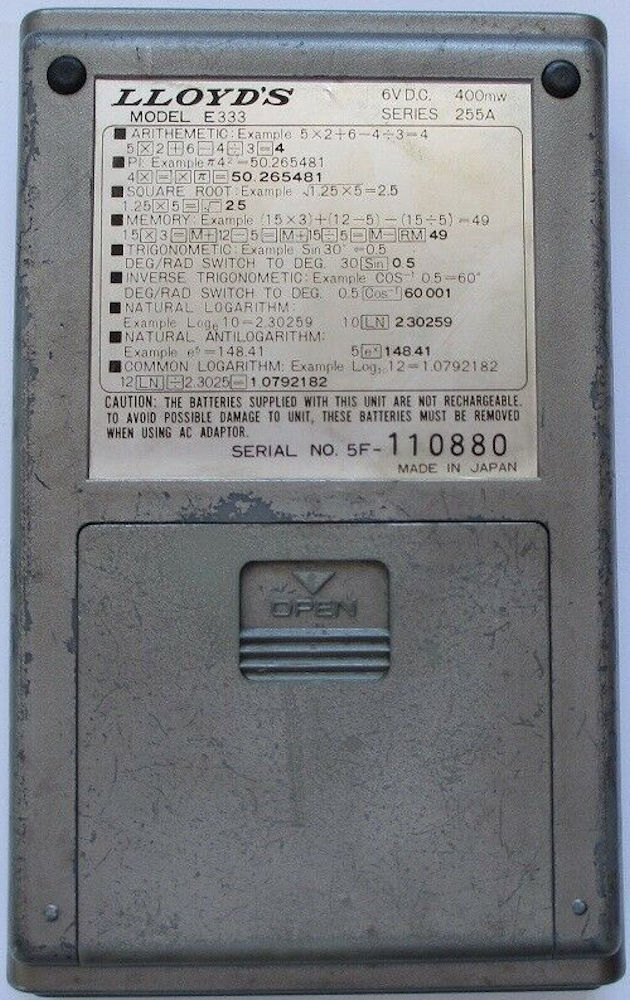 LLOYD'S 6V D.C. 400mw
MODEL E333 SERIES 255A
■ ARITHEMETIC: Example 5×2+6−4÷3=4
5 [×] 2 [+] 6 [−] 4 [÷] 3 [=] 4
■ PI: Example π4²=50.265481
4 [×] [=] [×] [π] [=] 50.265481
■ SQUARE ROOT: Example √1.25×5=2.5
1.25 [×] 5 [=] [√] 2.5
■ MEMORY: Example (15×3)+(12÷5)−(15÷5)=49
15 [×] 3 [=] [M+] 12 [÷] 5 [=] [M+] 15 [÷] 5 [=] [M−] [RM] 49
■ TRIGONOMETRIC: Example Sin30°=0.5
DEG/RAD SWITCH TO DEG. 30 [Sin] 0.5
■ INVERSE TRIGONOMETRIC: Example COS⁻¹ 0.5=60°
DEG/RAD SWITCH TO DEG. 0.5 [Cos⁻¹] 60.001
■ NATURAL LOGARITHM:
Example Logₑ 10=2.30259 10 [LN] 2.30259
■ NATURAL ANTILOGARITHM:
Example e⁵=148.41 5 [eˣ] 148.41
■ COMMON LOGARITHM: Example Log₁₀ 12=1.0792182
12 [LN] [÷] 2.3025 [=] 1.0792182
CAUTION: THE BATTERIES SUPPLIED WITH THIS UNIT ARE NOT RECHARGEABLE.
TO AVOID POSSIBLE DAMAGE TO UNIT, THESE BATTERIES MUST BE REMOVED
WHEN USING AC ADAPTOR.
SERIAL NO. 5F-110880
MADE IN JAPAN
OPEN